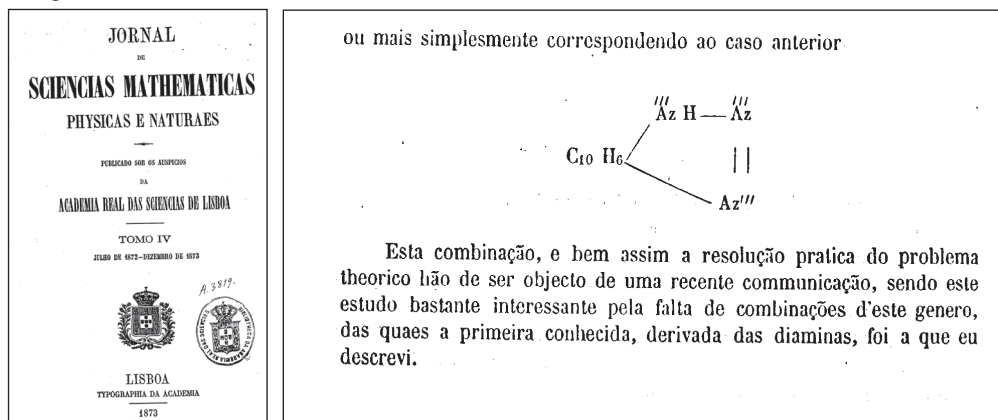 JORNAL
DE
SCIENCIAS MATHEMATICAS
PHYSICAS E NATURAES
PUBLICADO SOB OS AUSPICIOS
DA
ACADEMIA REAL DAS SCIENCIAS DE LISBOA
TOMO IV
JULHO DE 1872–DEZEMBRO DE 1873
A. 3819.
LISBOA
TYPOGRAPHIA DA ACADEMIA
1873
ou mais simplesmente correspondendo ao caso anterior
Az''' H — Az'''
C₁₀ H₆ ||
Az'''
Esta combinação, e bem assim a resolução pratica do problema
theorico hão de ser objecto de uma recente communicação, sendo este
estudo bastante interessante pela falta de combinações d'este genero,
das quaes a primeira conhecida, derivada das diaminas, foi a que eu
descrevi.